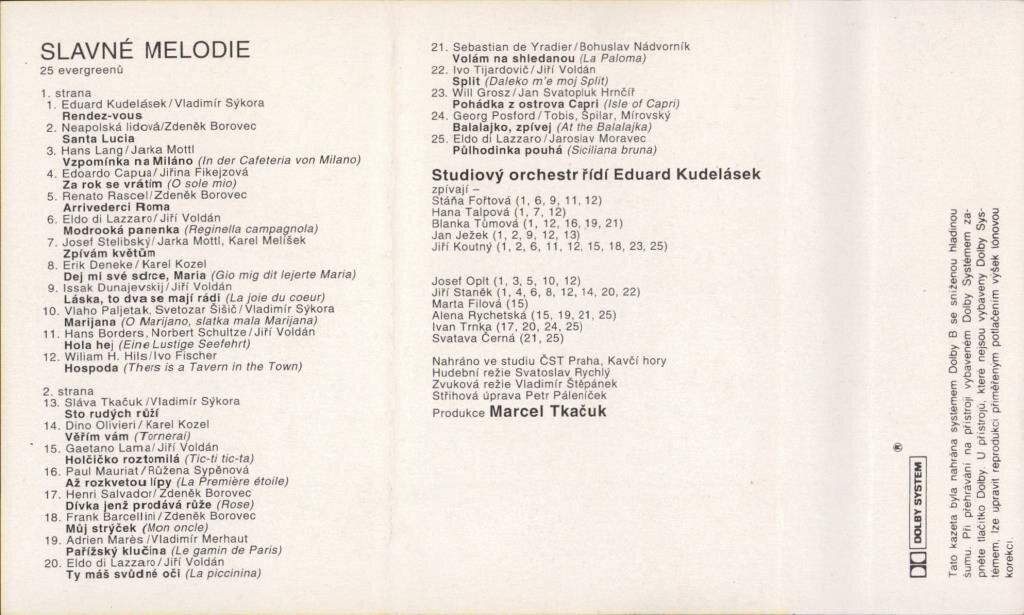 SLAVNÉ MELODIE
25 evergreenů
1. strana
1. Eduard Kudelásek/Vladimír Sýkora
Rendez-vous
2. Neapolská lidová/Zdeněk Borovec
Santa Lucia
3. Hans Lang/Jarka Mottl
Vzpomínka na Miláno (In der Cafeteria von Milano)
4. Edoardo Capua/Jiřina Fikejzová
Za rok se vrátím (O sole mio)
5. Renato Rascel/Zdeněk Borovec
Arrivederci Roma
6. Eldo di Lazzaro/Jiří Voldán
Modrooká panenka (Reginella campagnola)
7. Josef Stelibský/Jarka Mottl, Karel Melíšek
Zpívám květům
8. Erik Deneke/Karel Kozel
Dej mi své sdrce, Maria (Gio mig dit lejerte Maria)
9. Issak Dunajevskij/Jiří Voldán
Láska, to dva se mají rádi (La joie du coeur)
10. Vlaho Paljetak, Svetozar Šišič/Vladimír Sýkora
Marijana (O Marijano, slatka mala Marijana)
11. Hans Borders, Norbert Schultze/Jiří Voldán
Hola hej (Eine Lustige Seefehrt)
12. Wiliam H. Hils/Ivo Fischer
Hospoda (Thers is a Tavern in the Town)
2. strana
13. Sláva Tkačuk/Vladimír Sýkora
Sto rudých růží
14. Dino Olivieri/Karel Kozel
Věřím vám (Tornerai)
15. Gaetano Lama/Jiří Voldán
Holčičko roztomilá (Tic-ti tic-ta)
16. Paul Mauriat/Růžena Sypěnová
Až rozkvetou lípy (La Première étoile)
17. Henri Salvador/Zdeněk Borovec
Dívka jenž prodává růže (Rose)
18. Frank Barcellini/Zdeněk Borovec
Můj strýček (Mon oncle)
19. Adrien Marès/Vladimír Merhaut
Pařížský klučina (Le gamin de Paris)
20. Eldo di Lazzaro/Jiří Voldán
Ty máš svůdné oči (La piccinina)
21. Sebastian de Yradier/Bohuslav Nádvorník
Volám na shledanou (La Paloma)
22. Ivo Tijardovič/Jiří Voldán
Split (Daleko m'e moj Split)
23. Will Grosz/Jan Svatopluk Hrnčíř
Pohádka z ostrova Capri (Isle of Capri)
24. Georg Posford/Tobis, Špilar, Mírovský
Balalajko, zpívej (At the Balalajka)
25. Eldo di Lazzaro/Jaroslav Moravec
Půlhodinka pouhá (Siciliana bruna)
Studiový orchestr řídí Eduard Kudelásek
zpívají –
Stáňa Fořtová (1, 6, 9, 11, 12)
Hana Talpová (1, 7, 12)
Blanka Tůmová (1, 12, 16, 19, 21)
Jan Ježek (1, 2, 9, 12, 13)
Jiří Koutný (1, 2, 6, 11, 12, 15, 18, 23, 25)
Josef Oplt (1, 3, 5, 10, 12)
Jiří Staněk (1, 4, 6, 8, 12, 14, 20, 22)
Marta Filová (15)
Alena Rychetská (15, 19, 21, 25)
Ivan Trnka (17, 20, 24, 25)
Svatava Černá (21, 25)
Nahráno ve studiu ČST Praha, Kavčí hory
Hudební režie Svatoslav Rychlý
Zvuková režie Vladimír Štěpánek
Střihová úprava Petr Páleníček
Produkce Marcel Tkačuk
DOLBY SYSTEM ®
Tato kazeta byla nahrána systémem Dolby B se sníženou hladinou
šumu. Při přehrávání na přístroji vybaveném Dolby Systémem za-
pněte tlačítko Dolby. U přístrojů, které nejsou vybaveny Dolby Sys-
témem, lze upravit reprodukci přiměřeným potlačením výšek tónovou
korekcí.